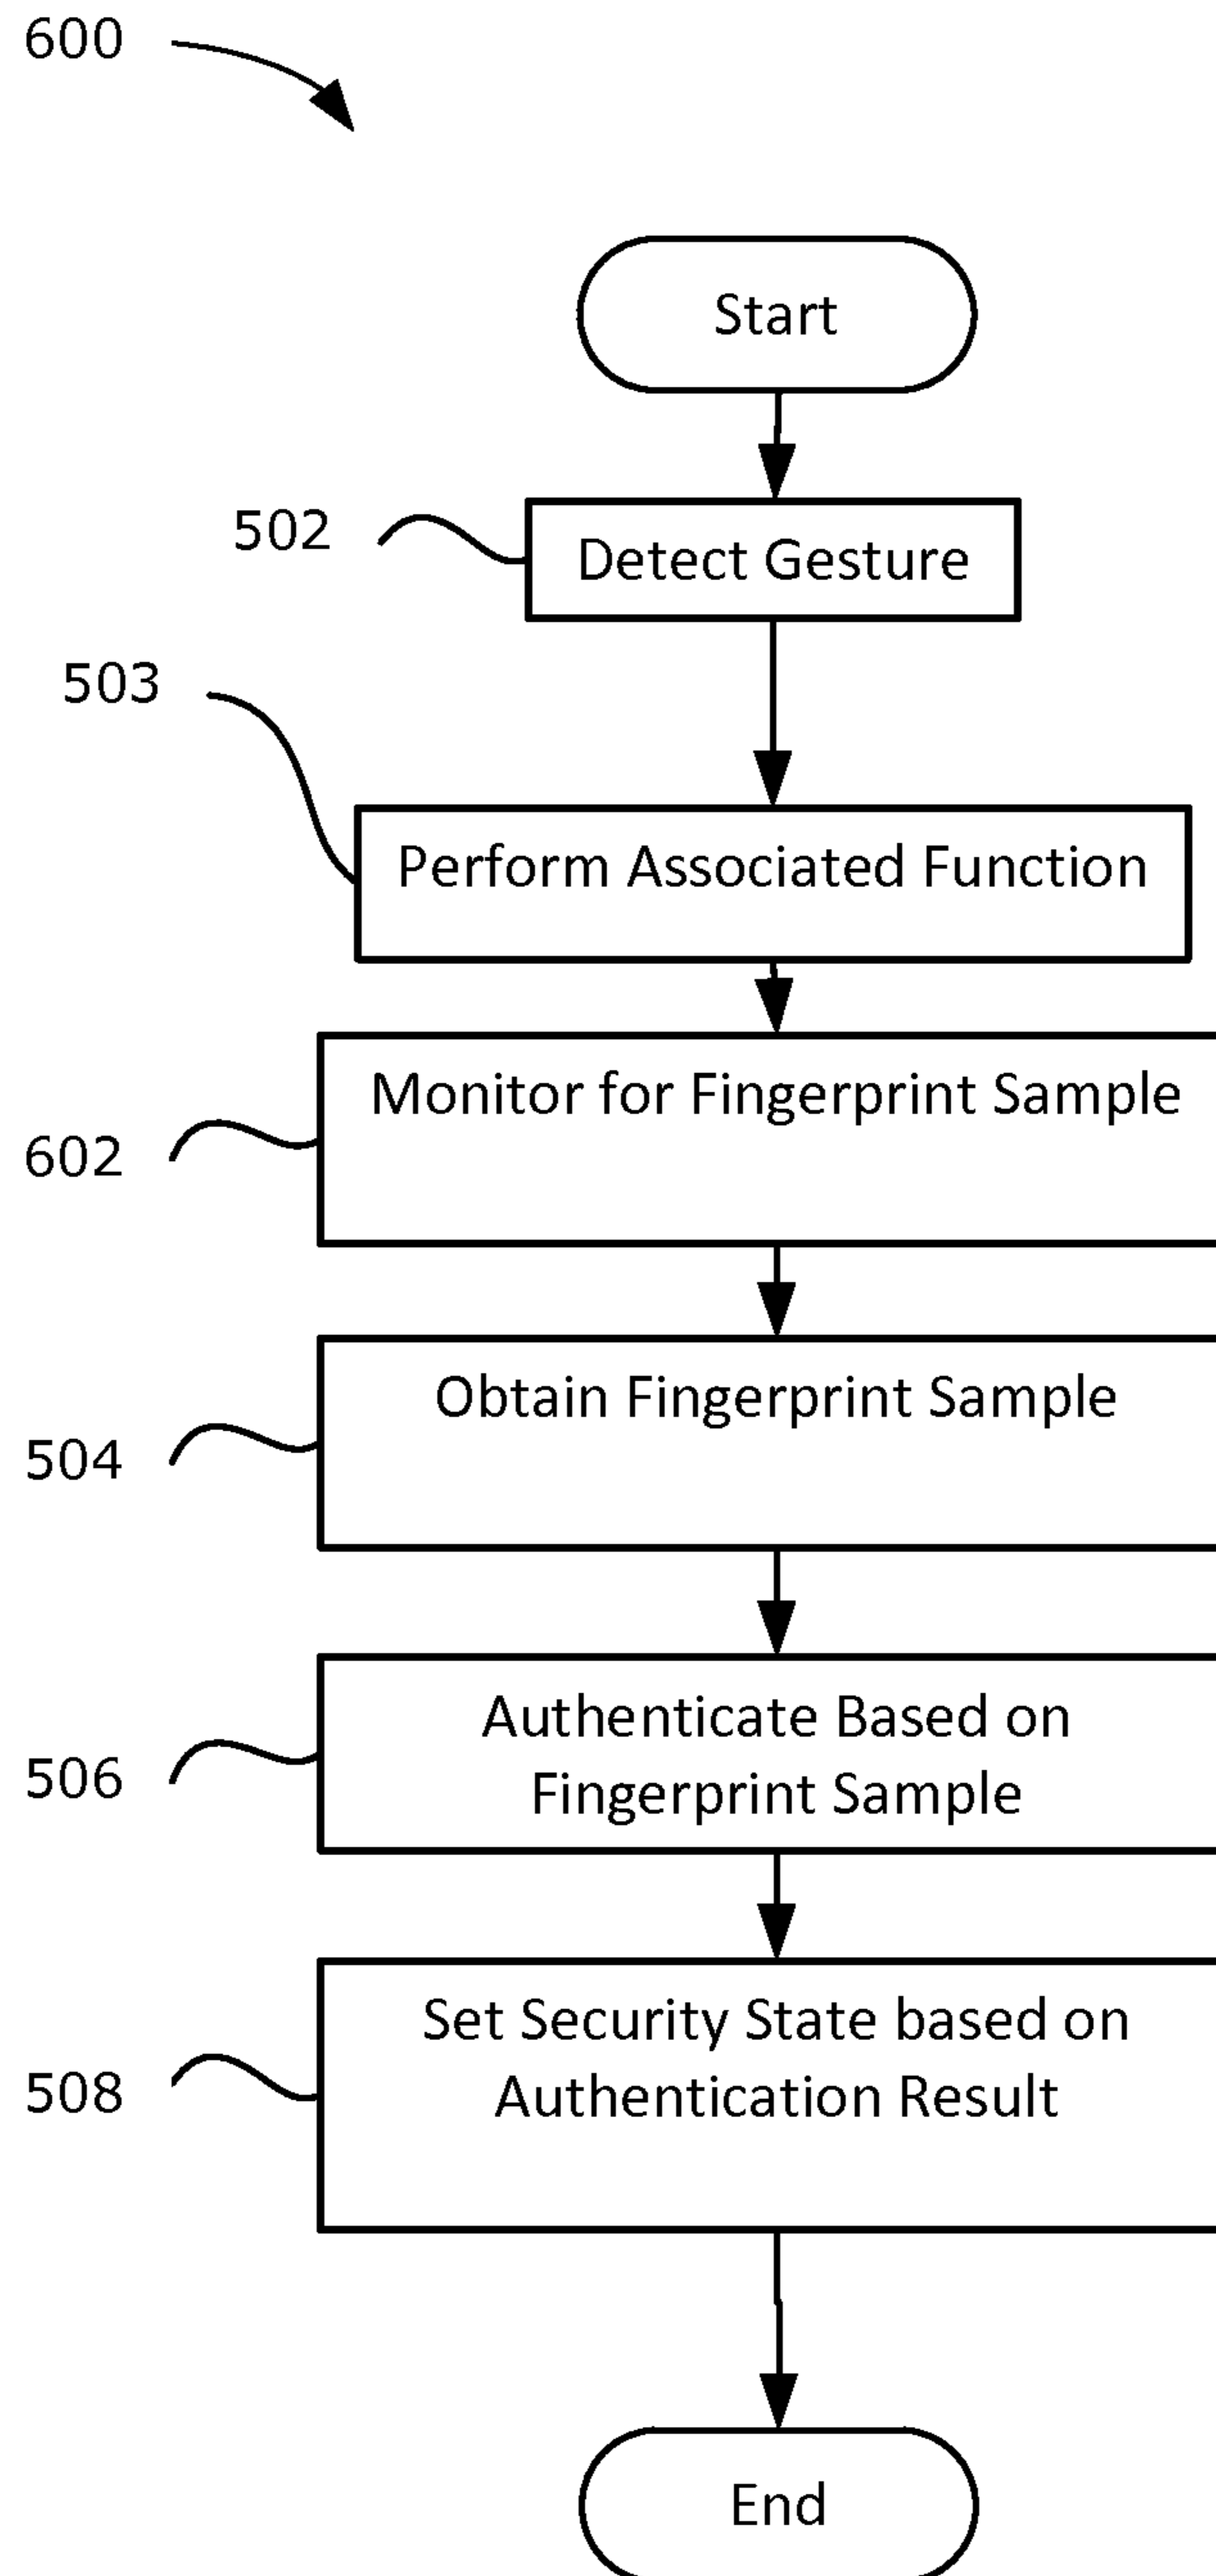 600
Start
502
Detect Gesture
503
Perform Associated Function
Monitor for Fingerprint Sample
602
Obtain Fingerprint Sample
504
Authenticate Based on
Fingerprint Sample
506
Set Security State based on
Authentication Result
508
End